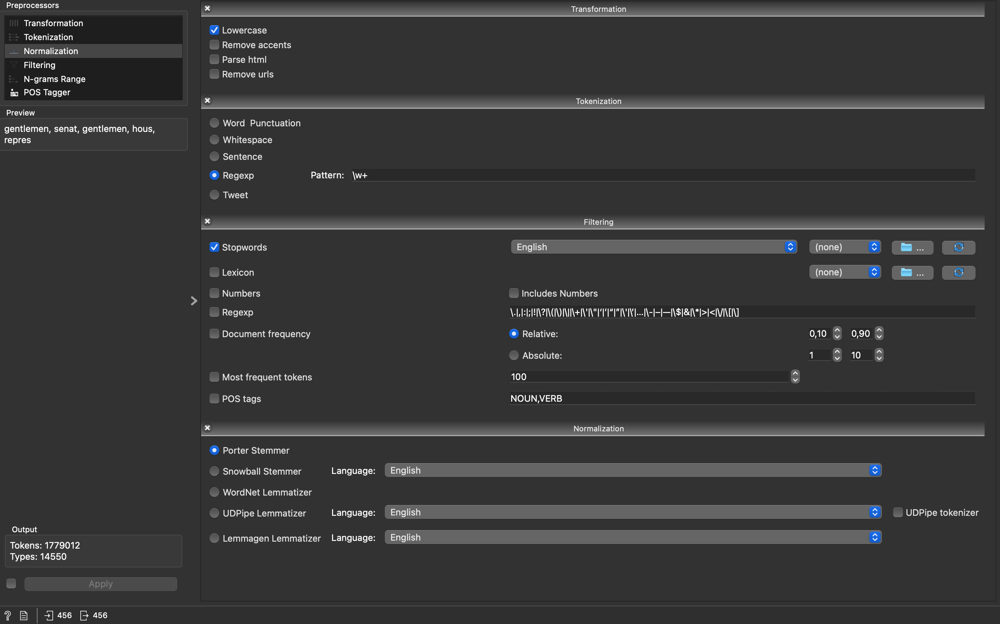 Preprocessors
Transformation
Tokenization
Normalization
Filtering
N-grams Range
POS Tagger
Preview
gentlemen, senat, gentlemen, hous,
repres
Output
Tokens: 1779012
Types: 14550
Apply
456 456
Transformation
Lowercase
Remove accents
Parse html
Remove urls
Tokenization
Word Punctuation
Whitespace
Sentence
Regexp Pattern: \w+
Tweet
Filtering
Stopwords English (none) ...
Lexicon (none) ...
Numbers Includes Numbers
Regexp \.|,|:|;|!|\?|\(|\)|\||\+|\'|\"|‘|’|“|”|\'|\’|…|\-|–|—|\$|&|\*|>|<|\/|\[|\]
Document frequency Relative: 0,10 0,90
Absolute: 1 10
Most frequent tokens 100
POS tags NOUN,VERB
Normalization
Porter Stemmer
Snowball Stemmer Language: English
WordNet Lemmatizer
UDPipe Lemmatizer Language: English UDPipe tokenizer
Lemmagen Lemmatizer Language: English